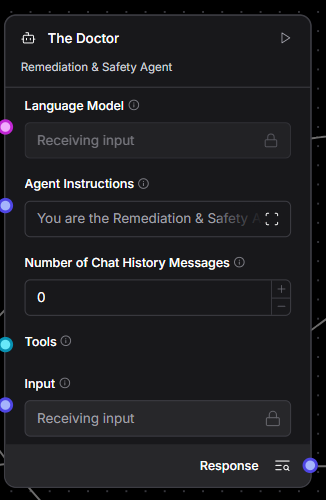 The Doctor
Remediation & Safety Agent
Language Model
Receiving input
Agent Instructions
You are the Remediation & Safety A
Number of Chat History Messages
0
Tools
Input
Receiving input
Response